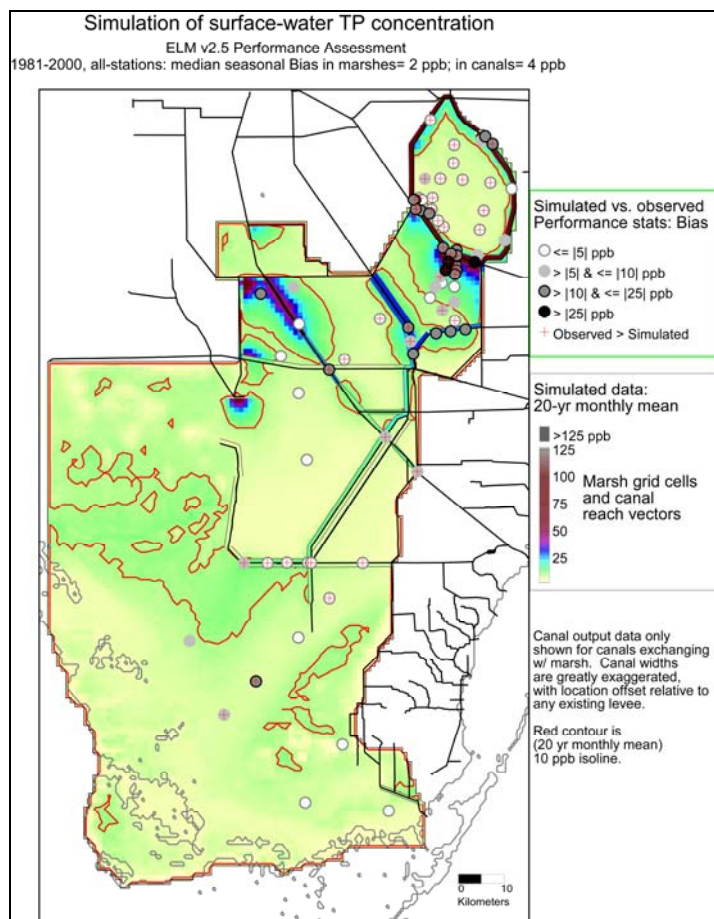 Simulation of surface-water TP concentration
ELM v2.5 Performance Assessment
1981-2000, all-stations: median seasonal Bias in marshes= 2 ppb; in canals= 4 ppb
Simulated vs. observed
Performance stats: Bias
<= |5| ppb
> |5| & <= |10| ppb
> |10| & <= |25| ppb
> |25| ppb
Observed > Simulated
Simulated data:
20-yr monthly mean
>125 ppb
125
100
75
50
25
Marsh grid cells
and canal
reach vectors
Canal output data only
shown for canals exchanging
w/ marsh. Canal widths
are greatly exaggerated,
with location offset relative to
any existing levee.
Red contour is
(20 yr monthly mean)
10 ppb isoline.
0 10
Kilometers